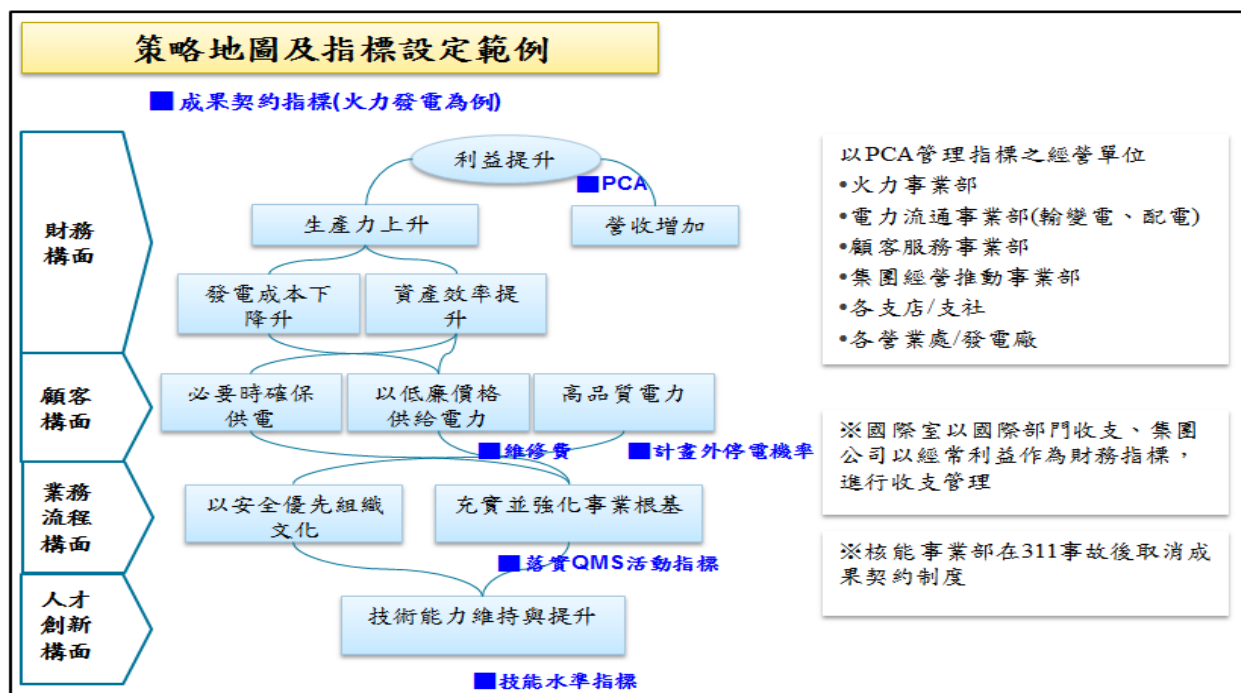 策略地圖及指標設定範例
■成果契約指標(火力發電為例)
財務
構面
利益提升
■PCA
生產力上升
營收增加
發電成本下
降升
資產效率提
升
顧客
構面
必要時確保
供電
以低廉價格
供給電力
高品質電力
■維修費
■計畫外停電機率
業務
流程
構面
以安全優先組織
文化
充實並強化事業根基
■落實QMS活動指標
人才
創新
構面
技術能力維持與提升
■技能水準指標
以PCA管理指標之經營單位
•火力事業部
•電力流通事業部(輸變電、配電)
•顧客服務事業部
•集團經營推動事業部
•各支店/支社
•各營業處/發電廠
※國際室以國際部門收支、集團
公司以經常利益作為財務指標，
進行收支管理
※核能事業部在311事故後取消成
果契約制度